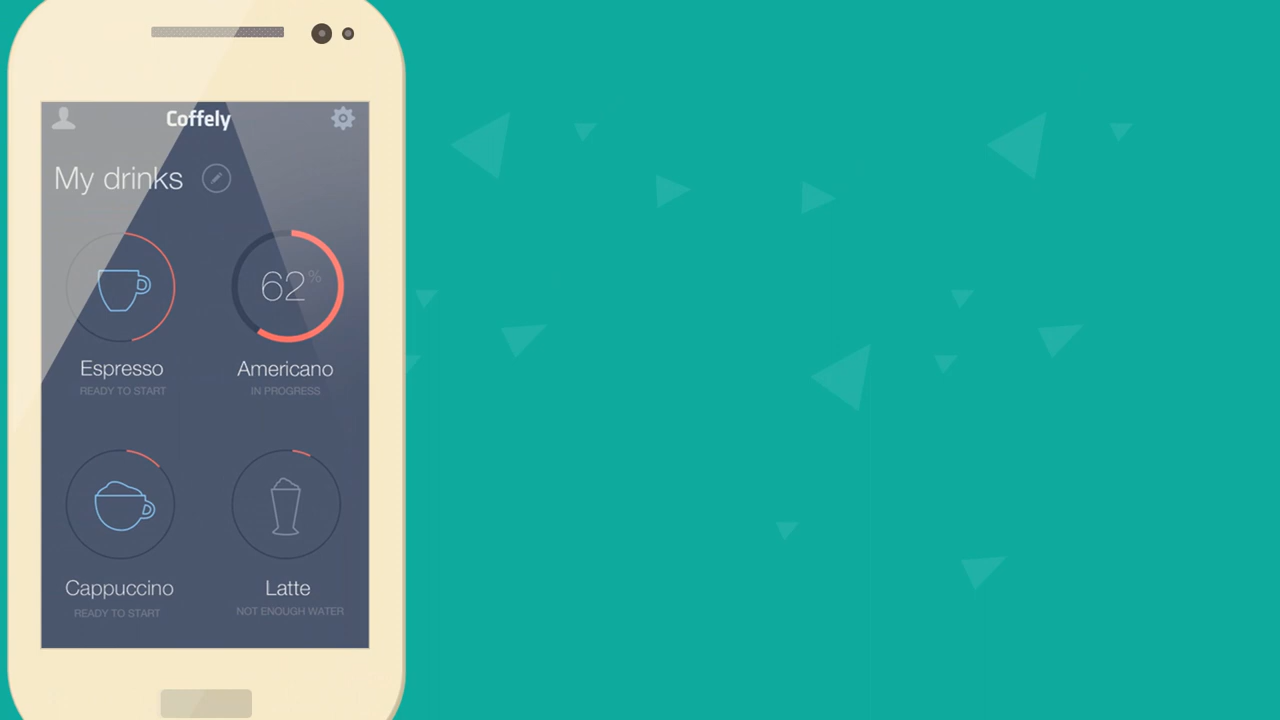 Coffely
My drinks
62%
Espresso
Americano
READY TO START
IN PROGRESS
Cappuccino
Latte
READY TO START
NOT ENOUGH WATER